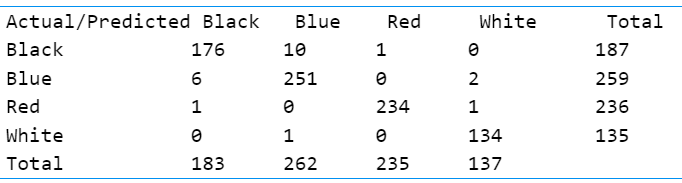 Actual/Predicted Black Blue Red White Total
Black 176 10 1 0 187
Blue 6 251 0 2 259
Red 1 0 234 1 236
White 0 1 0 134 135
Total 183 262 235 137